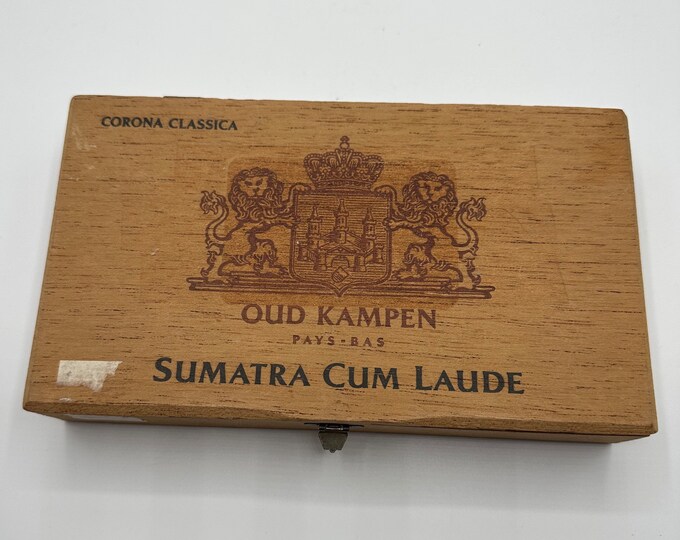 CORONA CLASSICA
OUD KAMPEN
PAYS-BAS
SUMATRA CUM LAUDE